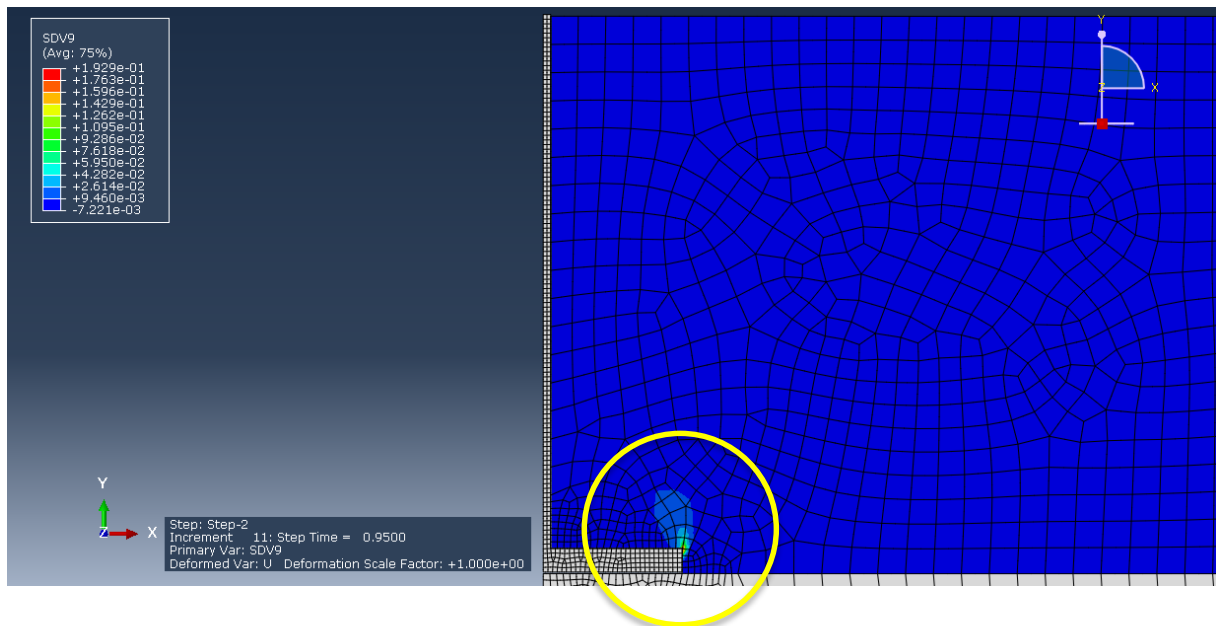 SDV9
(Avg: 75%)
+1.929e-01
+1.763e-01
+1.596e-01
+1.429e-01
+1.262e-01
+1.095e-01
+9.286e-02
+7.618e-02
+5.950e-02
+4.282e-02
+2.614e-02
+9.460e-03
-7.221e-03
Y
Z
X
Y
Z
X
Step: Step-2
Increment 11: Step Time = 0.9500
Primary Var: SDV9
Deformed Var: U Deformation Scale Factor: +1.000e+00